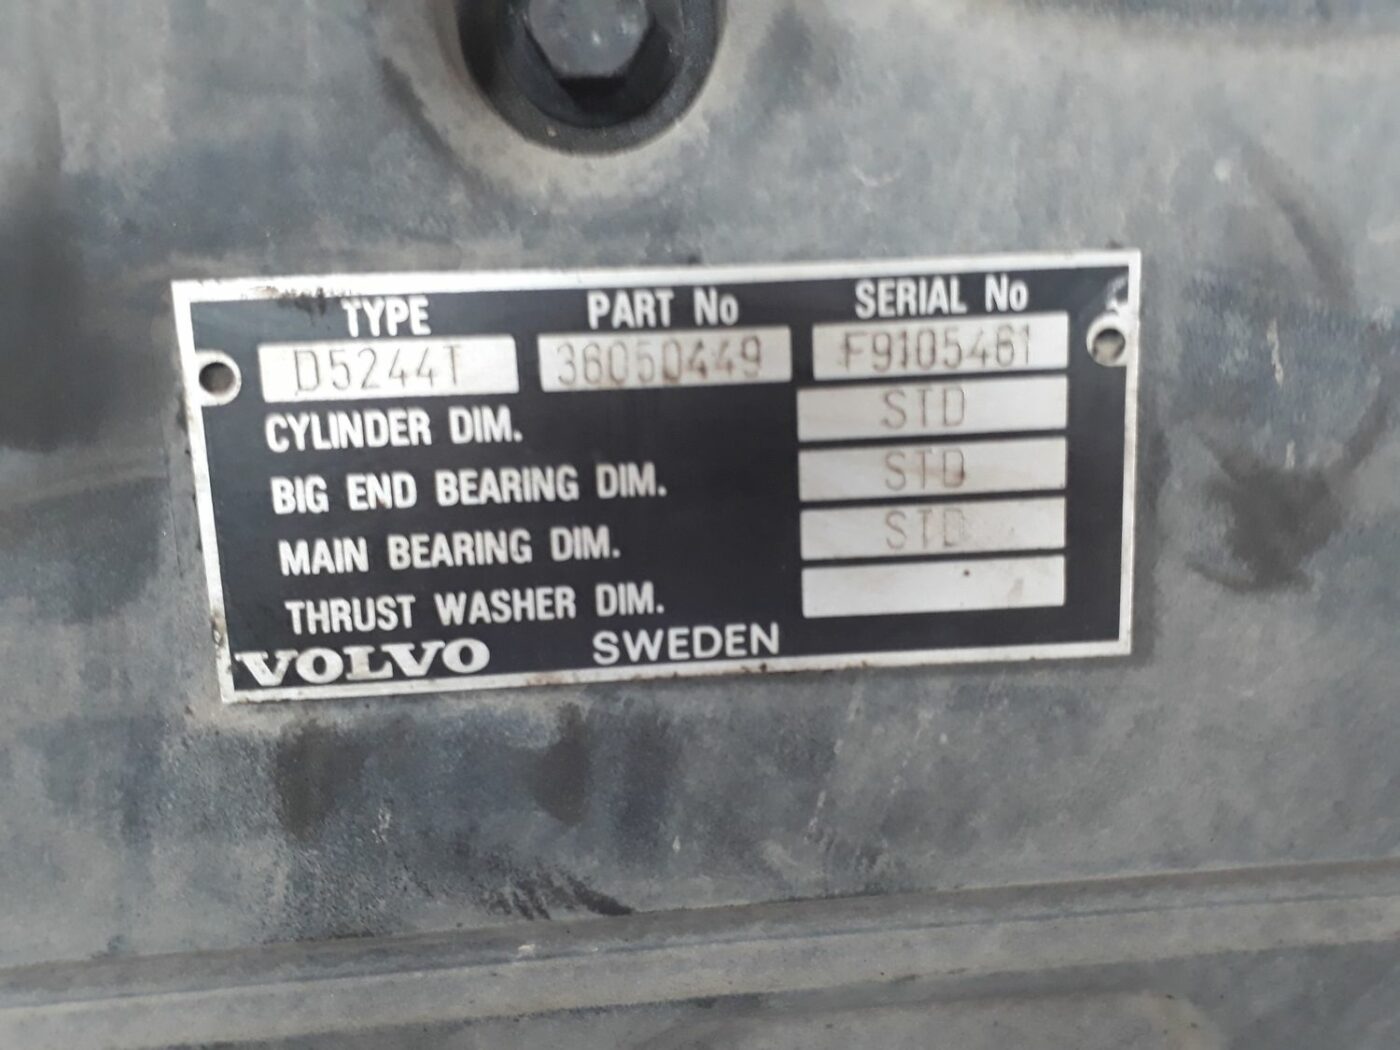 TYPE PART No SERIAL No
D5244T 36050449 F9105461
CYLINDER DIM. STD
BIG END BEARING DIM. STD
MAIN BEARING DIM. STD
THRUST WASHER DIM.
VOLVO SWEDEN